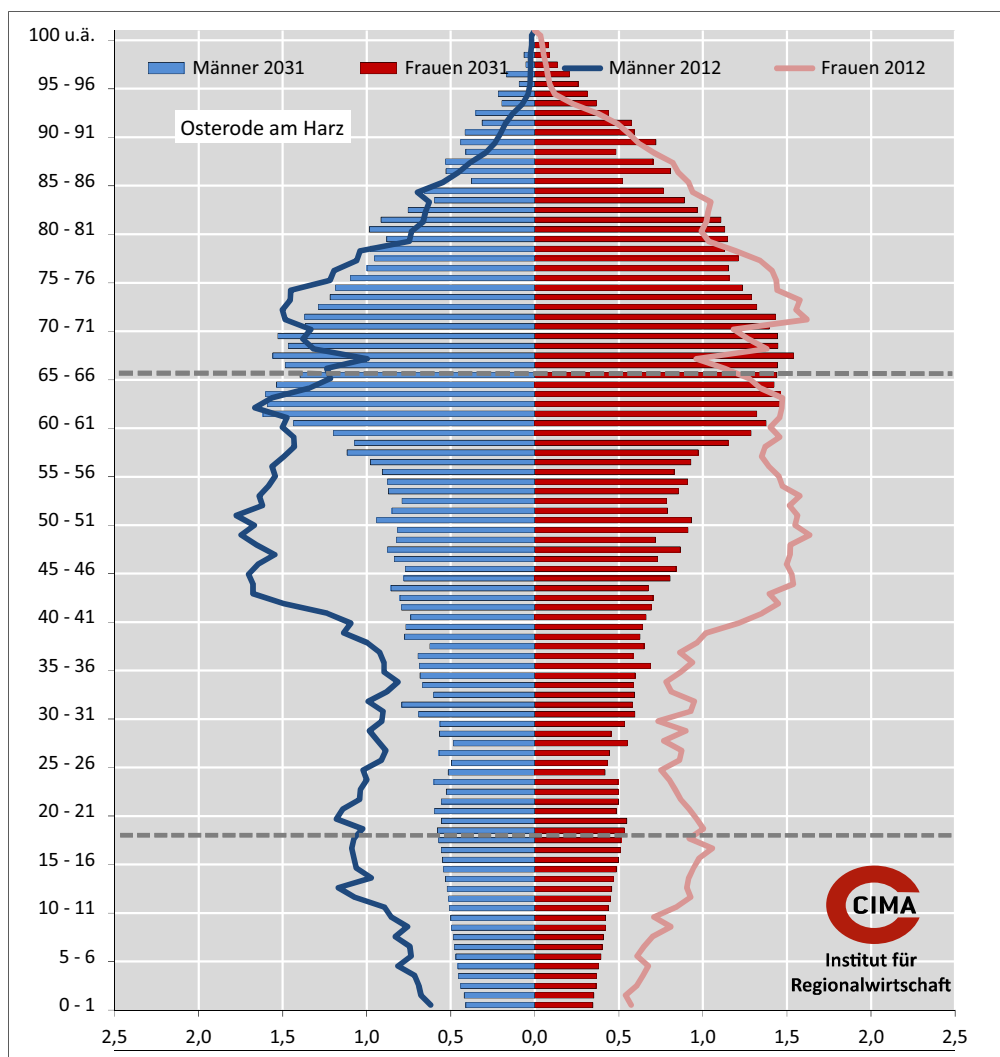 100 u.ä.
Männer 2031 Frauen 2031 Männer 2012 Frauen 2012
95 - 96
Osterode am Harz
90 - 91
85 - 86
80 - 81
75 - 76
70 - 71
65 - 66
60 - 61
55 - 56
50 - 51
45 - 46
40 - 41
35 - 36
30 - 31
25 - 26
20 - 21
15 - 16
10 - 11
5 - 6
0 - 1
CIMA
Institut für
Regionalwirtschaft
2,5 2,0 1,5 1,0 0,5 0,0 0,5 1,0 1,5 2,0 2,5